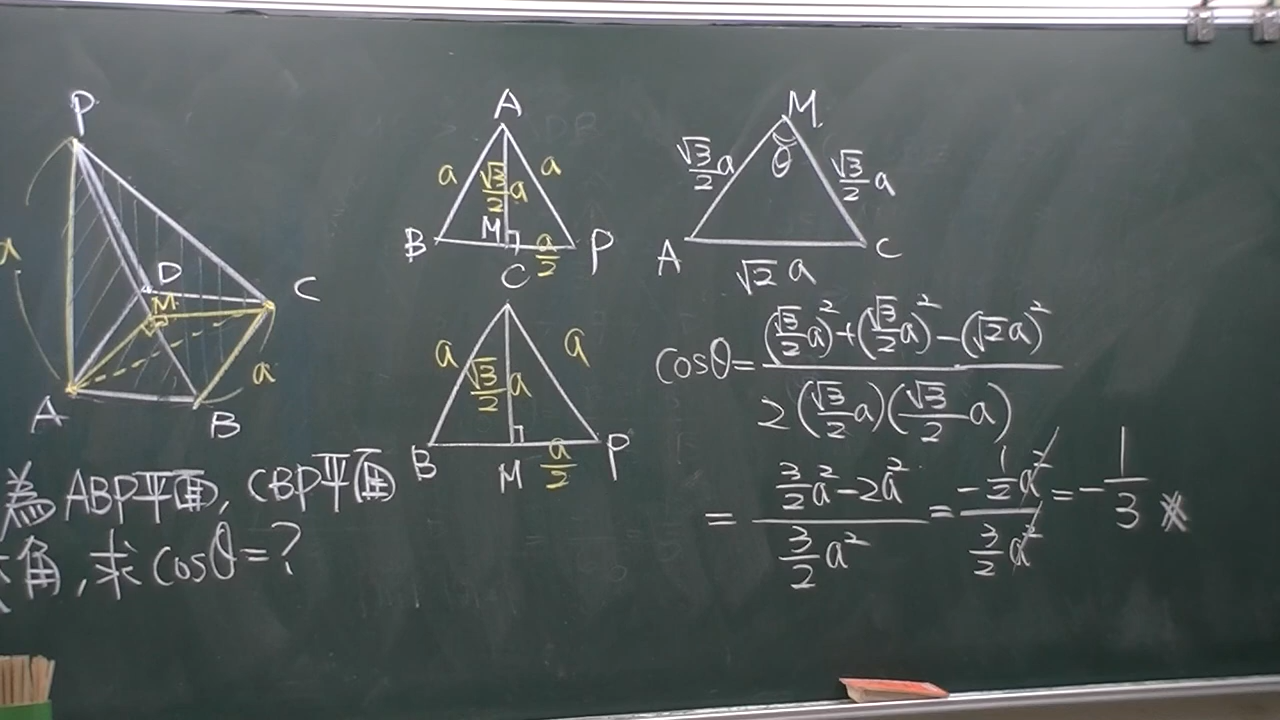 P
a
D
M
C
A
B
a
為ABP平面,CBP平面
角,求cosθ=?
A
a
a
√3/2 a
M
B
a/2
P
C
a
a
√3/2 a
B
M
a/2
P
M
√3/2 a
θ
√3/2 a
A
C
√2 a
cosθ=((√3/2 a)²+(√3/2 a)²-(√2a)²)/(2(√3/2 a)(√3/2 a))
=(3/2 a²-2a²)/(3/2 a²)=(-1/2 a²)/(3/2 a²)=-1/3 ※